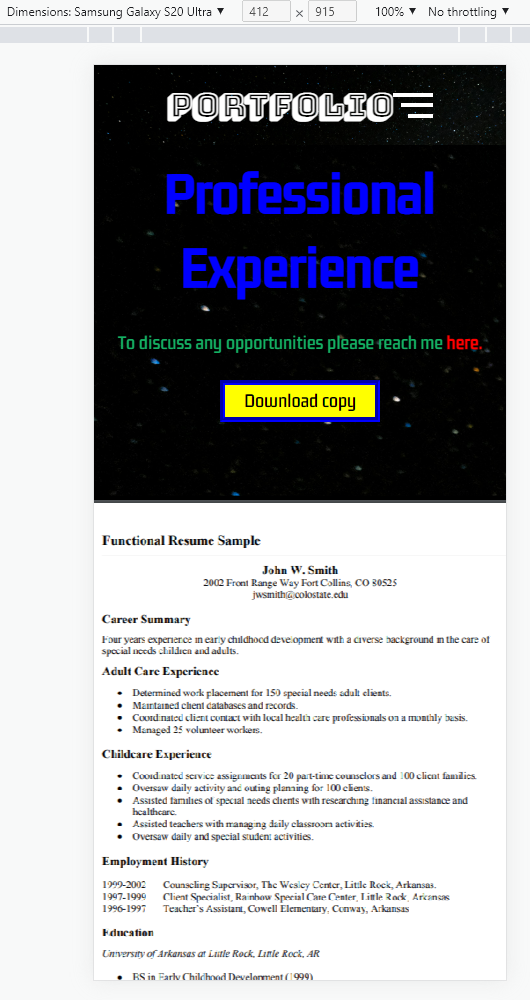 Dimensions: Samsung Galaxy S20 Ultra ▼ 412 × 915 100% ▼ No throttling ▼
PORTFOLIO
Professional
Experience
To discuss any opportunities please reach me here.
Download copy
Functional Resume Sample
John W. Smith
2002 Front Range Way Fort Collins, CO 80525
jwsmith@colostate.edu
Career Summary
Four years experience in early childhood development with a diverse background in the care of
special needs children and adults.
Adult Care Experience
• Determined work placement for 150 special needs adult clients.
• Maintained client databases and records.
• Coordinated client contact with local health care professionals on a monthly basis.
• Managed 25 volunteer workers.
Childcare Experience
• Coordinated service assignments for 20 part-time counselors and 100 client families.
• Oversaw daily activity and outing planning for 100 clients.
• Assisted families of special needs clients with researching financial assistance and
healthcare.
• Assisted teachers with managing daily classroom activities.
• Oversaw daily and special student activities.
Employment History
1999-2002 Counseling Supervisor, The Wesley Center, Little Rock, Arkansas.
1997-1999 Client Specialist, Rainbow Special Care Center, Little Rock, Arkansas
1996-1997 Teacher's Assistant, Cowell Elementary, Conway, Arkansas
Education
University of Arkansas at Little Rock, Little Rock, AR
• BS in Early Childhood Development (1999)